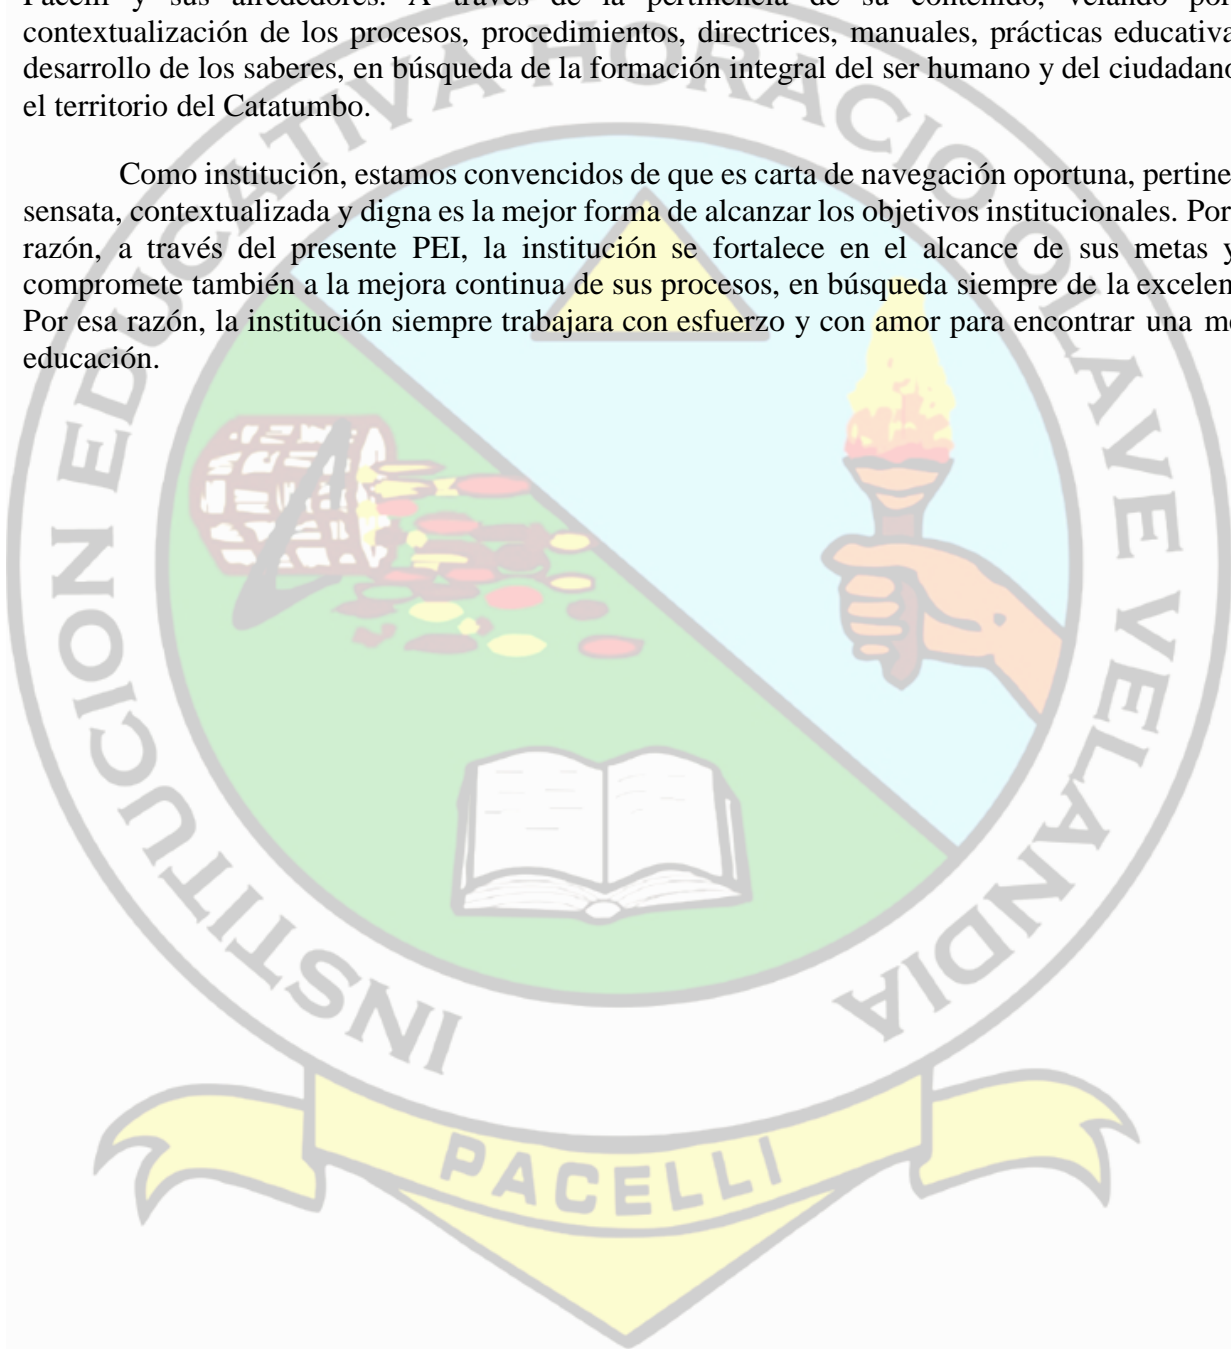 Pacelli y sus alrededores. A través de la pertinencia de su contenido, velando por
contextualización de los procesos, procedimientos, directrices, manuales, prácticas educativa
desarrollo de los saberes, en búsqueda de la formación integral del ser humano y del ciudadano
el territorio del Catatumbo.
Como institución, estamos convencidos de que es carta de navegación oportuna, pertine
sensata, contextualizada y digna es la mejor forma de alcanzar los objetivos institucionales. Por
razón, a través del presente PEI, la institución se fortalece en el alcance de sus metas y
compromete también a la mejora continua de sus procesos, en búsqueda siempre de la excelen
Por esa razón, la institución siempre trabajara con esfuerzo y con amor para encontrar una me
educación.
INSTITUCION EDUCATIVA HORACIO OLAVE VELANDIA
PACELLI